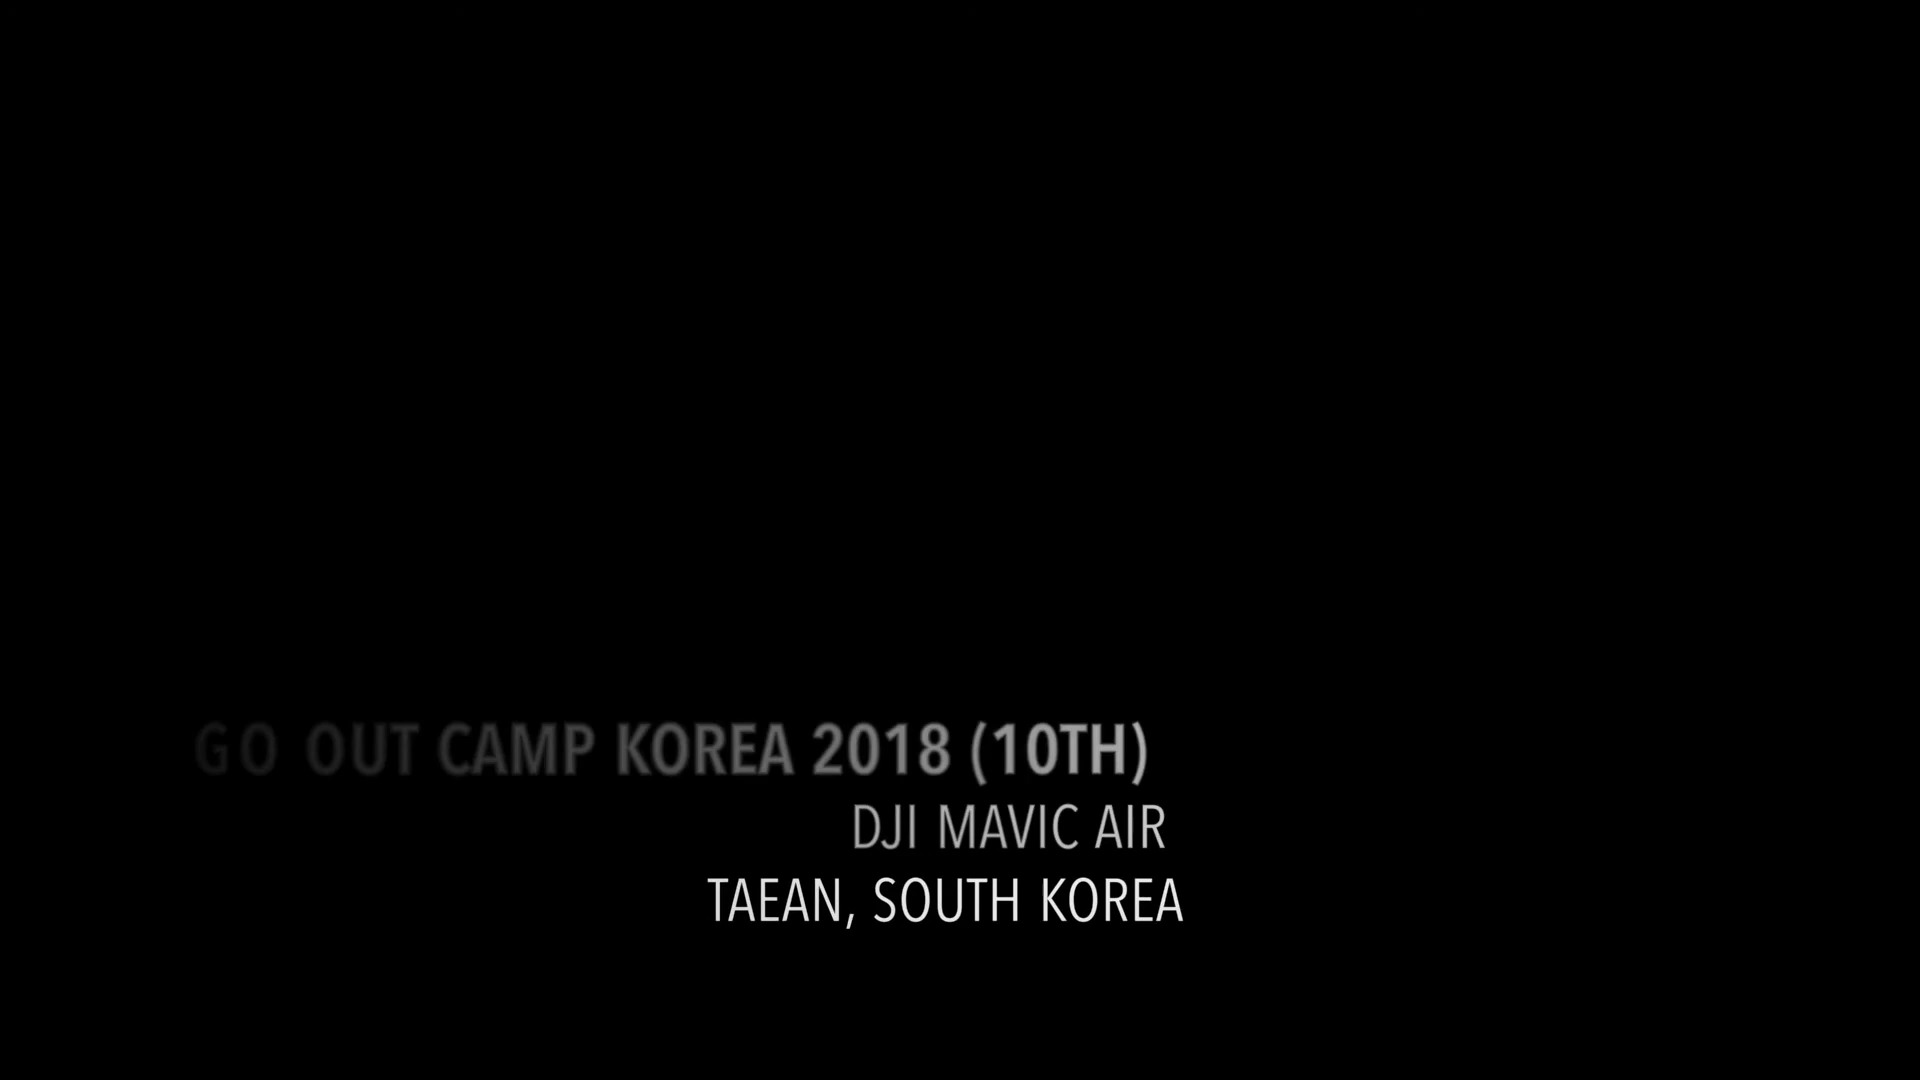 GO OUT CAMP KOREA 2018 (10TH)
DJI MAVIC AIR
TAEAN, SOUTH KOREA